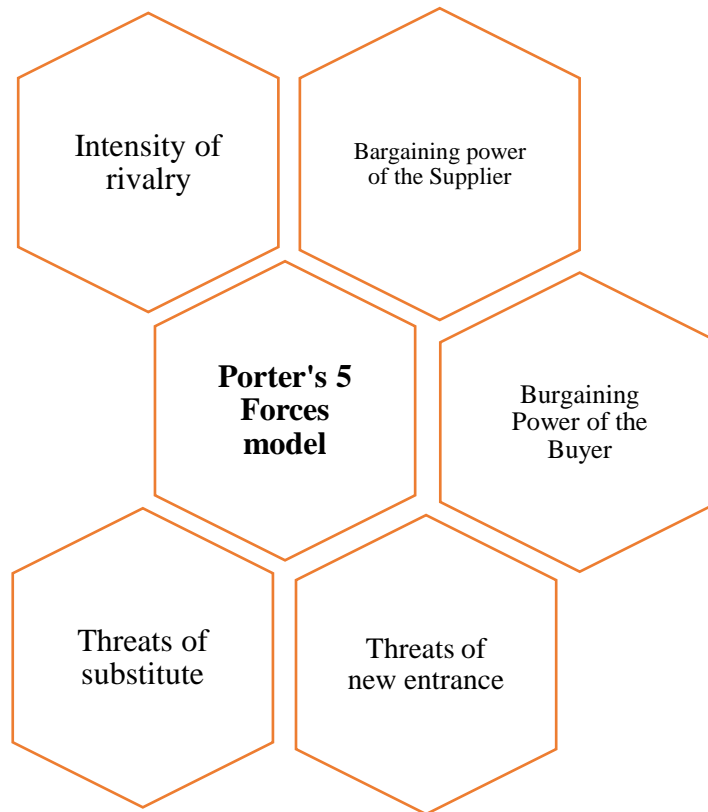 Intensity of
rivalry
Bargaining power
of the Supplier
Porter's 5
Forces
model
Burgaining
Power of the
Buyer
Threats of
substitute
Threats of
new entrance